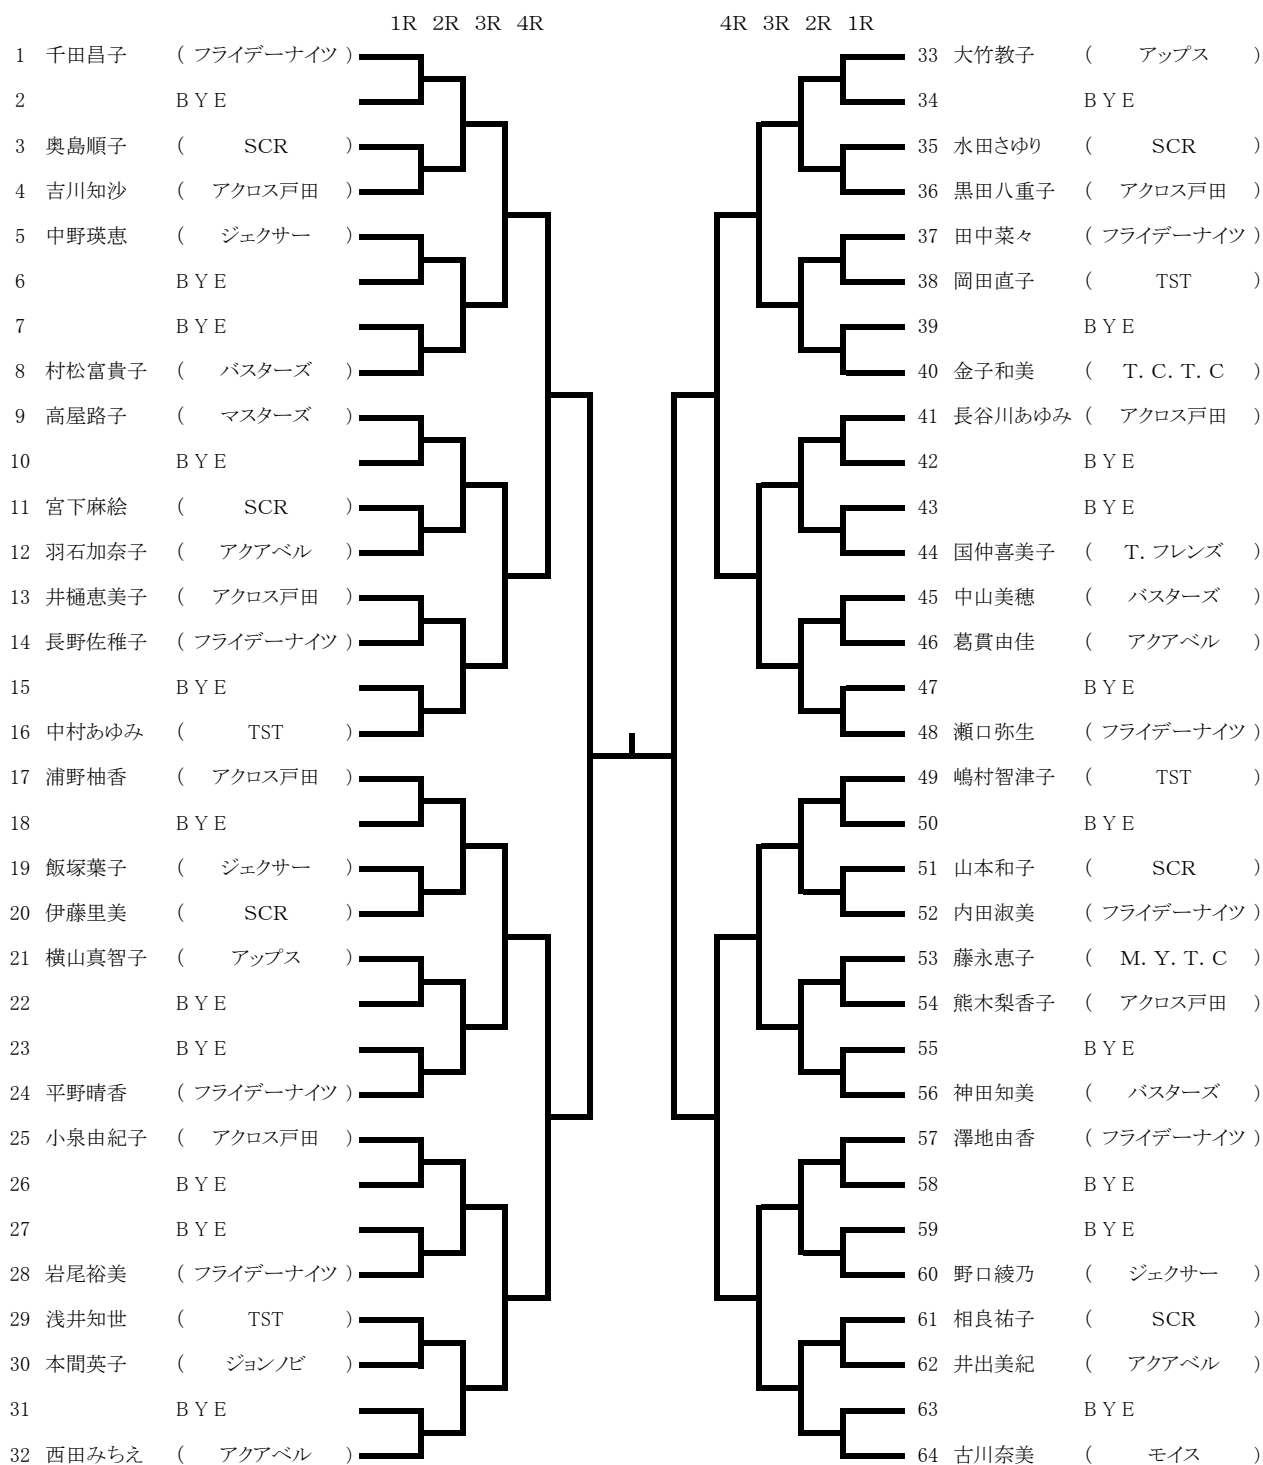 1R 2R 3R 4R
1 千田昌子 ( フライデーナイツ )
2 B Y E
3 奥島順子 ( SCR )
4 吉川知沙 ( アクロス戸田 )
5 中野瑛恵 ( ジェクサー )
6 B Y E
7 B Y E
8 村松富貴子 ( バスターズ )
9 高屋路子 ( マスターズ )
10 B Y E
11 宮下麻絵 ( SCR )
12 羽石加奈子 ( アクアベル )
13 井樋恵美子 ( アクロス戸田 )
14 長野佐稚子 ( フライデーナイツ )
15 B Y E
16 中村あゆみ ( TST )
17 浦野柚香 ( アクロス戸田 )
18 B Y E
19 飯塚葉子 ( ジェクサー )
20 伊藤里美 ( SCR )
21 横山真智子 ( アップス )
22 B Y E
23 B Y E
24 平野晴香 ( フライデーナイツ )
25 小泉由紀子 ( アクロス戸田 )
26 B Y E
27 B Y E
28 岩尾裕美 ( フライデーナイツ )
29 浅井知世 ( TST )
30 本間英子 ( ジョンノビ )
31 B Y E
32 西田みちえ ( アクアベル )
4R 3R 2R 1R
33 大竹教子 ( アップス )
34 B Y E
35 水田さゆり ( SCR )
36 黒田八重子 ( アクロス戸田 )
37 田中菜々 ( フライデーナイツ )
38 岡田直子 ( TST )
39 B Y E
40 金子和美 ( T. C. T. C )
41 長谷川あゆみ ( アクロス戸田 )
42 B Y E
43 B Y E
44 国仲喜美子 ( T. フレンズ )
45 中山美穂 ( バスターズ )
46 葛貫由佳 ( アクアベル )
47 B Y E
48 瀬口弥生 ( フライデーナイツ )
49 嶋村智津子 ( TST )
50 B Y E
51 山本和子 ( SCR )
52 内田淑美 ( フライデーナイツ )
53 藤永恵子 ( M. Y. T. C )
54 熊木梨香子 ( アクロス戸田 )
55 B Y E
56 神田知美 ( バスターズ )
57 澤地由香 ( フライデーナイツ )
58 B Y E
59 B Y E
60 野口綾乃 ( ジェクサー )
61 相良祐子 ( SCR )
62 井出美紀 ( アクアベル )
63 B Y E
64 古川奈美 ( モイス )